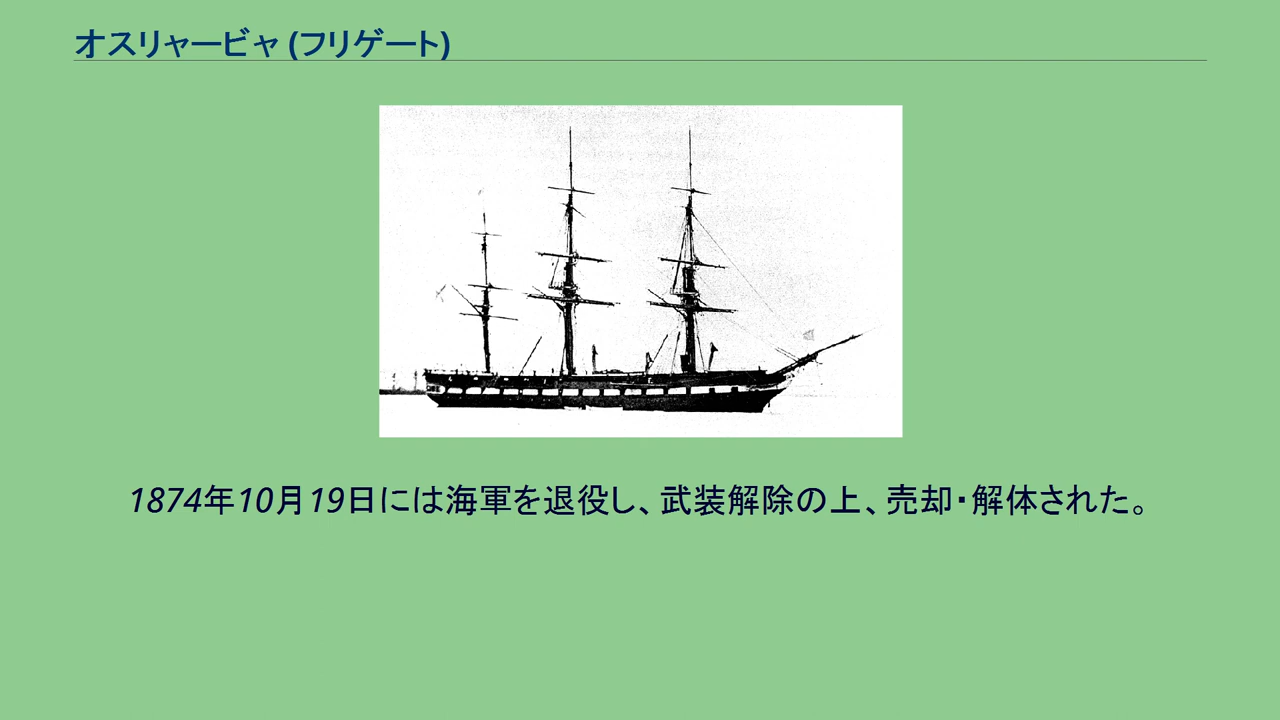 オスリャービャ (フリゲート)
1874年10月19日には海軍を退役し、武装解除の上、売却・解体された。